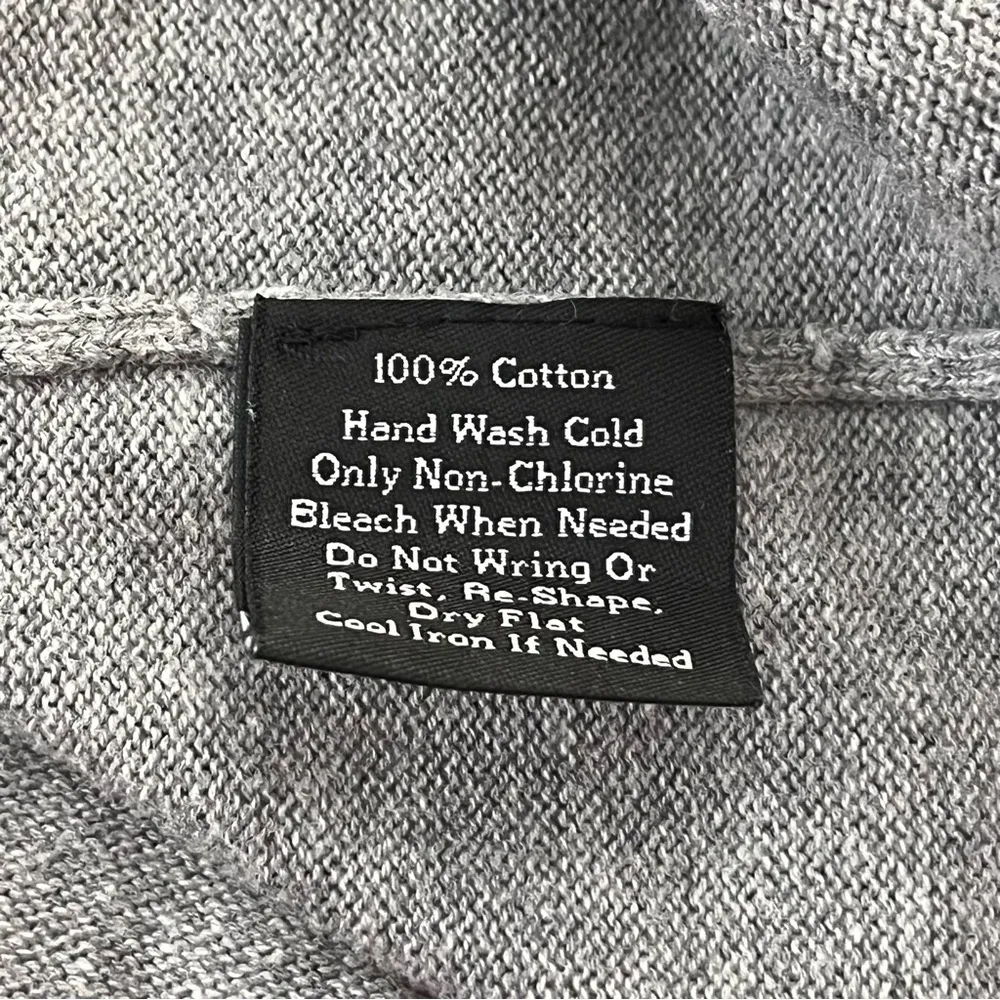 100% Cotton
Hand Wash Cold
Only Non-Chlorine
Bleach When Needed
Do Not Wring Or
Twist, Re-Shape,
Dry Flat
Cool Iron If Needed